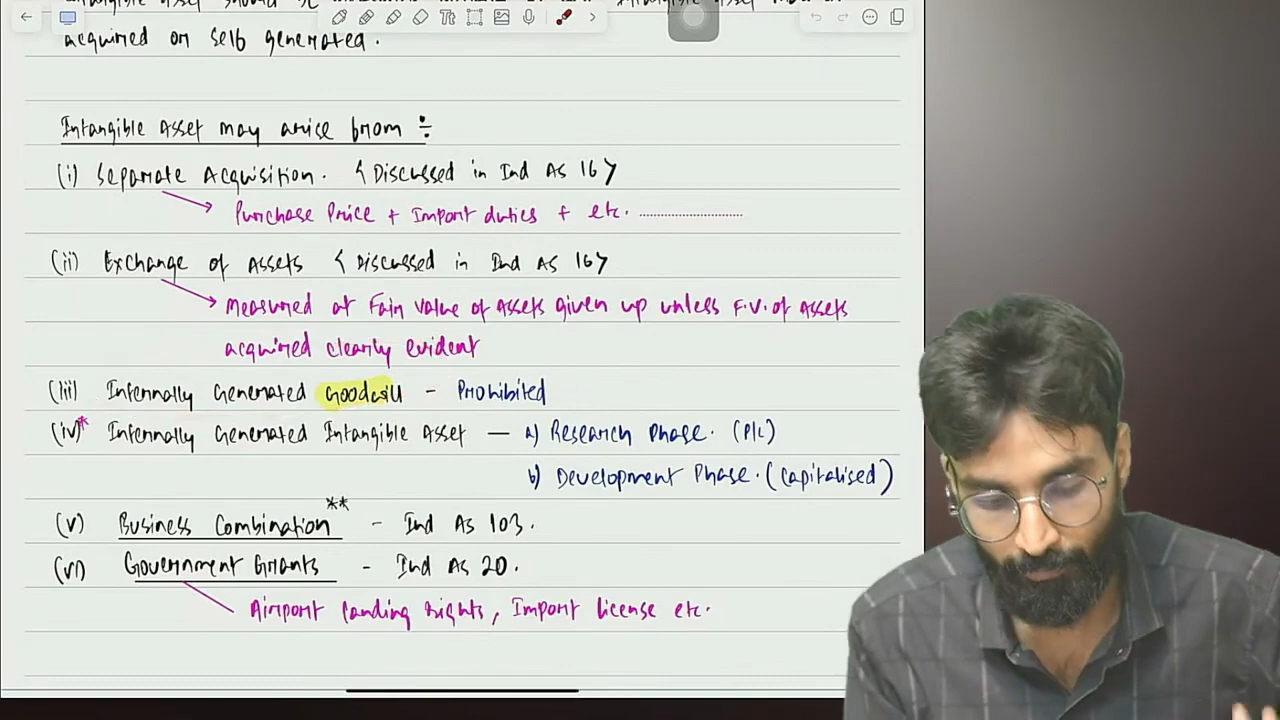 acquired or self generated.
Intangible Asset may arise from ÷
(i) Separate Acquisition. {Discussed in Ind As 16}
Purchase Price + Import duties + etc. ..........................
(ii) Exchange of Assets {Discussed in Ind As 16}
Measured at Fair value of Assets given up unless F.V. of Assets
acquired clearly evident
(iii) Internally Generated Goodwill - Prohibited
(iv)* Internally Generated Intangible Asset — a) Research Phase. (P/L)
b) Development Phase. (Capitalised)
(v) Business Combination** - Ind As 103.
(vi) Government Grants - Ind As 20.
Airport landing rights, Import license etc.